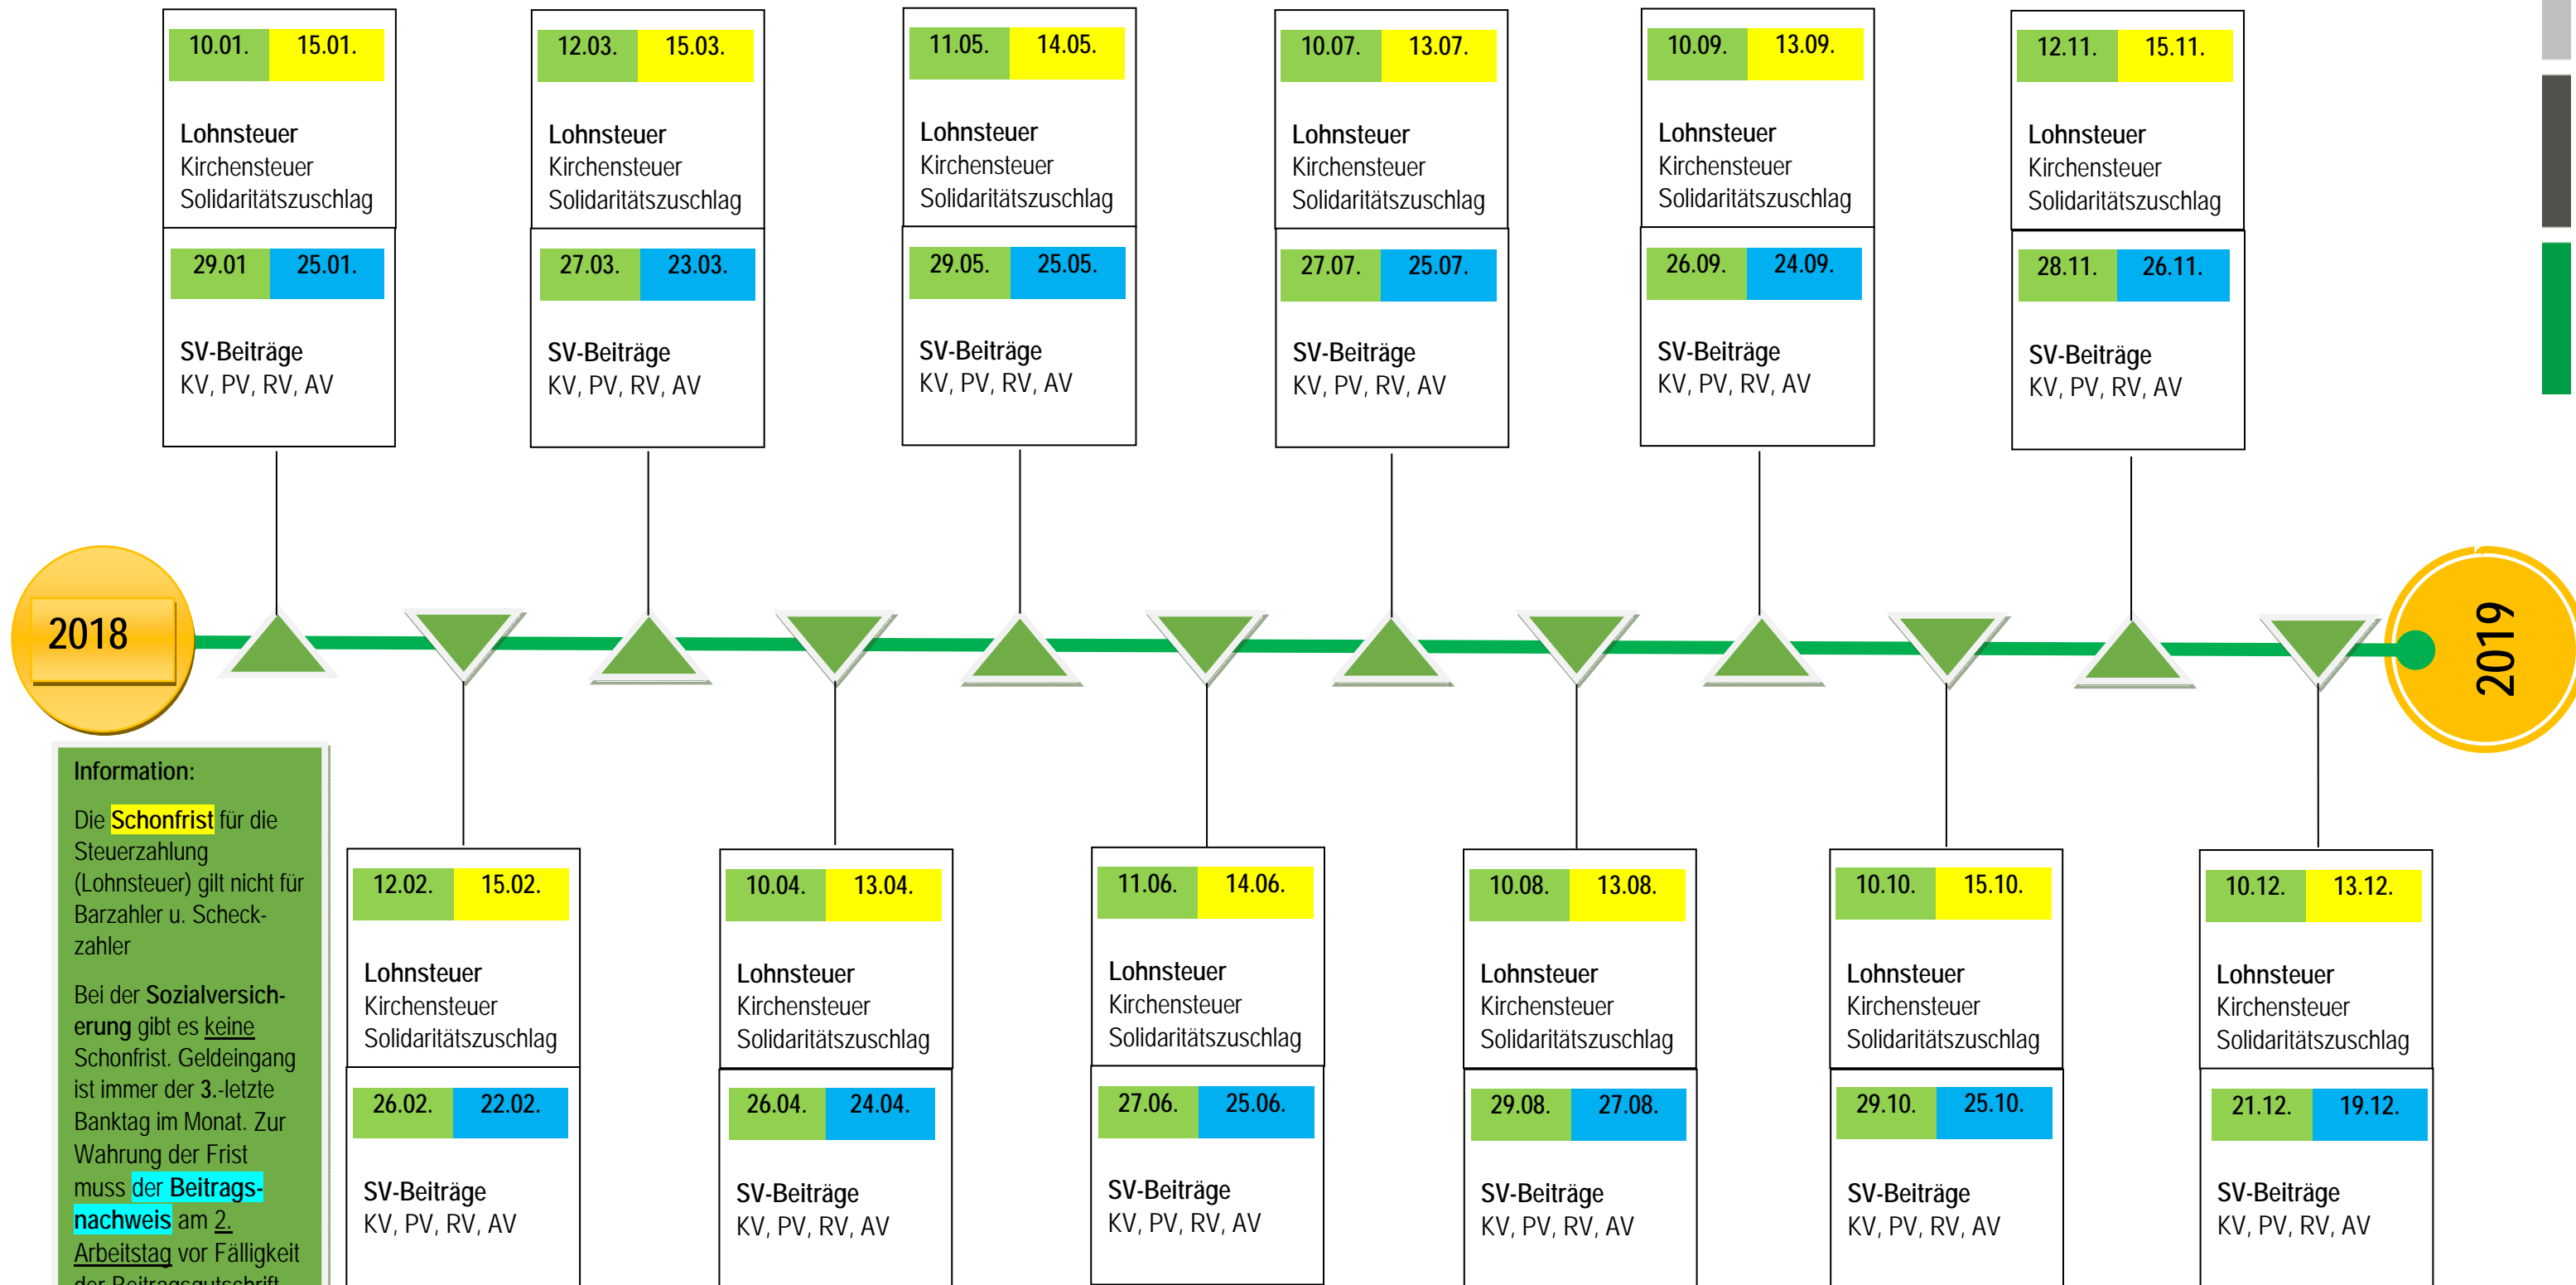 10.01. 15.01.
Lohnsteuer
Kirchensteuer
Solidaritätszuschlag
29.01 25.01.
SV-Beiträge
KV, PV, RV, AV
12.03. 15.03.
Lohnsteuer
Kirchensteuer
Solidaritätszuschlag
27.03. 23.03.
SV-Beiträge
KV, PV, RV, AV
11.05. 14.05.
Lohnsteuer
Kirchensteuer
Solidaritätszuschlag
29.05. 25.05.
SV-Beiträge
KV, PV, RV, AV
10.07. 13.07.
Lohnsteuer
Kirchensteuer
Solidaritätszuschlag
27.07. 25.07.
SV-Beiträge
KV, PV, RV, AV
10.09. 13.09.
Lohnsteuer
Kirchensteuer
Solidaritätszuschlag
26.09. 24.09.
SV-Beiträge
KV, PV, RV, AV
12.11. 15.11.
Lohnsteuer
Kirchensteuer
Solidaritätszuschlag
28.11. 26.11.
SV-Beiträge
KV, PV, RV, AV
2018
2019
Information:
Die Schonfrist für die
Steuerzahlung
(Lohnsteuer) gilt nicht für
Barzahler u. Scheck-
zahler
Bei der Sozialversich-
erung gibt es keine
Schonfrist. Geldeingang
ist immer der 3.-letzte
Banktag im Monat. Zur
Wahrung der Frist
muss der Beitrags-
nachweis am 2.
Arbeitstag vor Fälligkeit
der Beitragsgutschrift
12.02. 15.02.
Lohnsteuer
Kirchensteuer
Solidaritätszuschlag
26.02. 22.02.
SV-Beiträge
KV, PV, RV, AV
10.04. 13.04.
Lohnsteuer
Kirchensteuer
Solidaritätszuschlag
26.04. 24.04.
SV-Beiträge
KV, PV, RV, AV
11.06. 14.06.
Lohnsteuer
Kirchensteuer
Solidaritätszuschlag
27.06. 25.06.
SV-Beiträge
KV, PV, RV, AV
10.08. 13.08.
Lohnsteuer
Kirchensteuer
Solidaritätszuschlag
29.08. 27.08.
SV-Beiträge
KV, PV, RV, AV
10.10. 15.10.
Lohnsteuer
Kirchensteuer
Solidaritätszuschlag
29.10. 25.10.
SV-Beiträge
KV, PV, RV, AV
10.12. 13.12.
Lohnsteuer
Kirchensteuer
Solidaritätszuschlag
21.12. 19.12.
SV-Beiträge
KV, PV, RV, AV